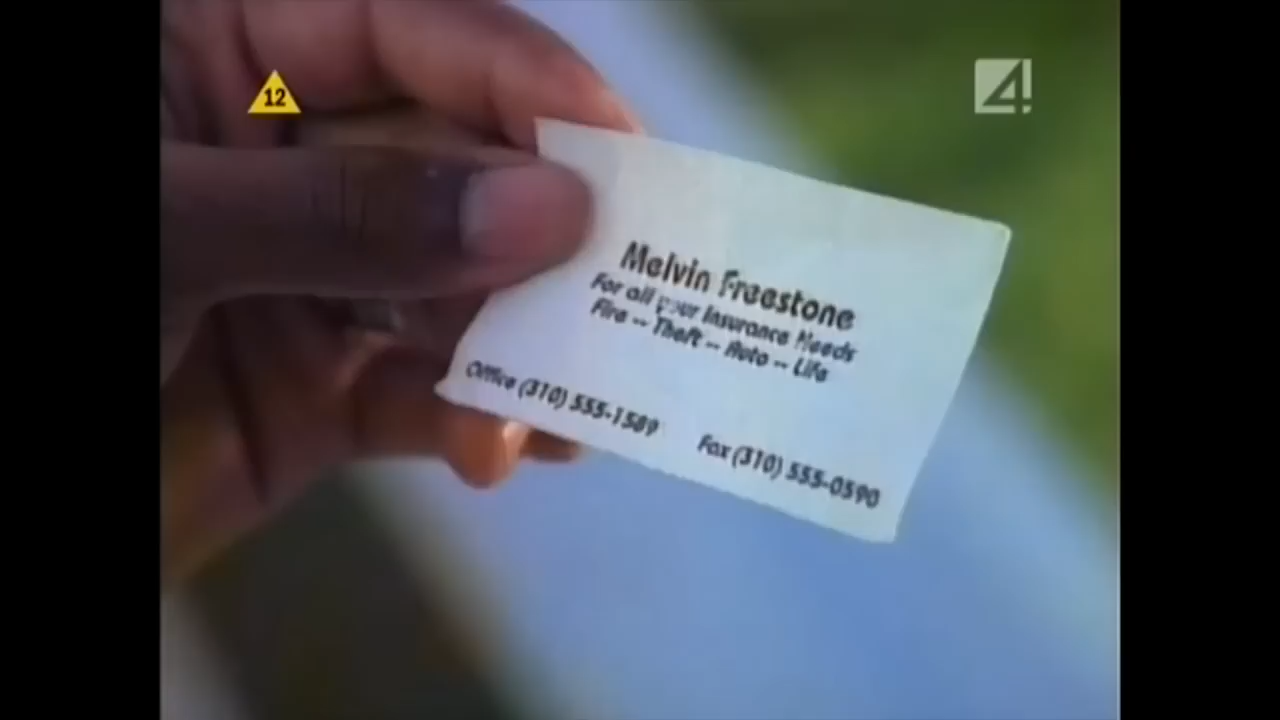 12
4!
Melvin Freestone
For all your Insurance Needs
Fire -- Theft -- Auto -- Life
Office (310) 555-1589
Fax (310) 555-0590